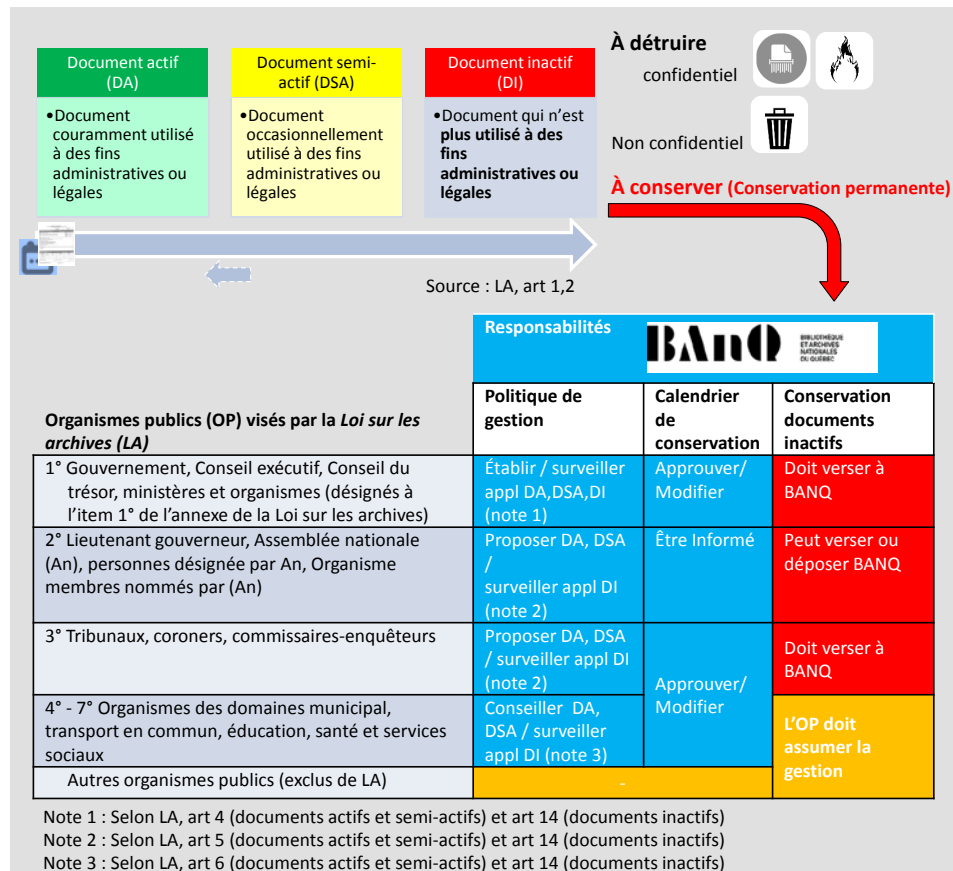 Document actif
(DA)
•Document
couramment utilisé
à des fins
administratives ou
légales
Document semi-
actif (DSA)
•Document
occasionnellement
utilisé à des fins
administratives ou
légales
Document inactif
(DI)
•Document qui n'est
plus utilisé à des
fins
administratives ou
légales
À détruire
confidentiel
Non confidentiel
À conserver (Conservation permanente)
Source : LA, art 1,2
Responsabilités
BAnQ
BIBLIOTHÈQUE
ET ARCHIVES
NATIONALES
DU QUÉBEC
Organismes publics (OP) visés par la Loi sur les
archives (LA)
Politique de
gestion
Calendrier
de
conservation
Conservation
documents
inactifs
1° Gouvernement, Conseil exécutif, Conseil du
trésor, ministères et organismes (désignés à
l'item 1° de l'annexe de la Loi sur les archives)
Établir / surveiller
appl DA,DSA,DI
(note 1)
Approuver/
Modifier
Doit verser à
BANQ
2° Lieutenant gouverneur, Assemblée nationale
(An), personnes désignée par An, Organisme
membres nommés par (An)
Proposer DA, DSA
/
surveiller appl DI
(note 2)
Être Informé
Peut verser ou
déposer BANQ
3° Tribunaux, coroners, commissaires-enquêteurs
Proposer DA, DSA
/ surveiller appl DI
(note 2)
Approuver/
Modifier
Doit verser à
BANQ
4° - 7° Organismes des domaines municipal,
transport en commun, éducation, santé et services
sociaux
Conseiller DA,
DSA / surveiller
appl DI (note 3)
L'OP doit
assumer la
gestion
Autres organismes publics (exclus de LA)
-
Note 1 : Selon LA, art 4 (documents actifs et semi-actifs) et art 14 (documents inactifs)
Note 2 : Selon LA, art 5 (documents actifs et semi-actifs) et art 14 (documents inactifs)
Note 3 : Selon LA, art 6 (documents actifs et semi-actifs) et art 14 (documents inactifs)